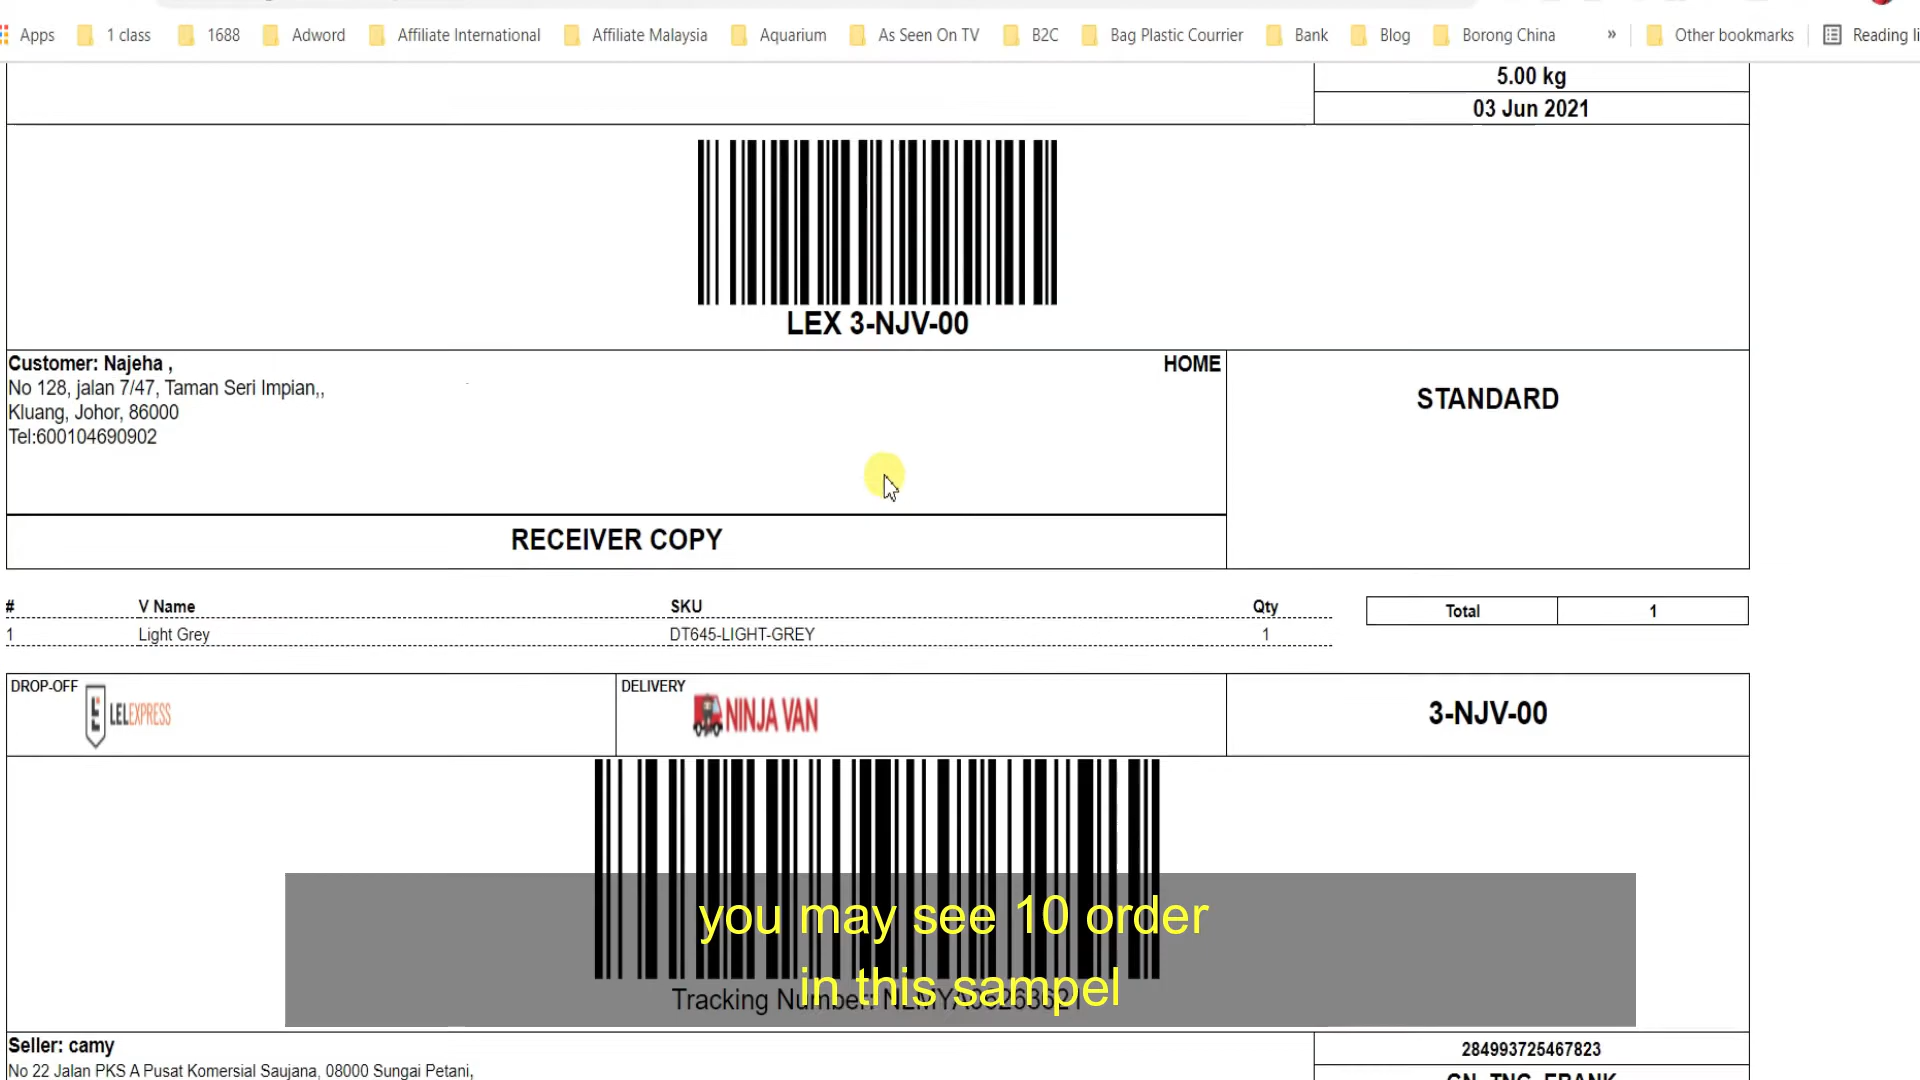 Apps 1 class 1688 Adword Affiliate International Affiliate Malaysia Aquarium As Seen On TV B2C Bag Plastic Courrier Bank Blog Borong China » Other bookmarks Reading li
5.00 kg
03 Jun 2021
LEX 3-NJV-00
Customer: Najeha ,
HOME
No 128, jalan 7/47, Taman Seri Impian,,
Kluang, Johor, 86000
Tel:600104690902
STANDARD
RECEIVER COPY
# V Name SKU Qty
Total 1
1 Light Grey DT645-LIGHT-GREY 1
DROP-OFF
LELEXPRESS
DELIVERY
NINJA VAN
3-NJV-00
you may see 10 order
in this sampel
Tracking Number:
Seller: camy
284993725467823
No 22 Jalan PKS A Pusat Komersial Saujana, 08000 Sungai Petani,